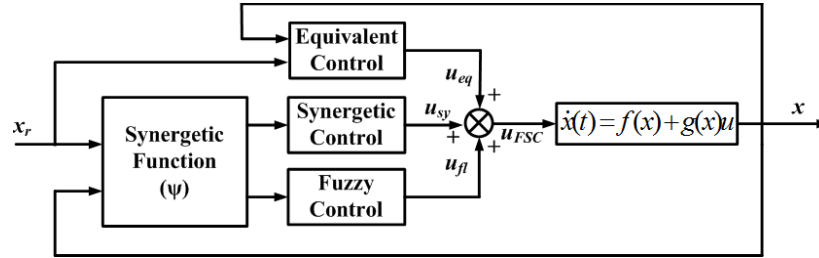 Equivalent
Control
u_eq
+
x_r
Synergetic
Function
(ψ)
Synergetic
Control
u_sy
+
u_FSC
ẋ(t)=f(x)+g(x)u
x
+
u_fl
Fuzzy
Control